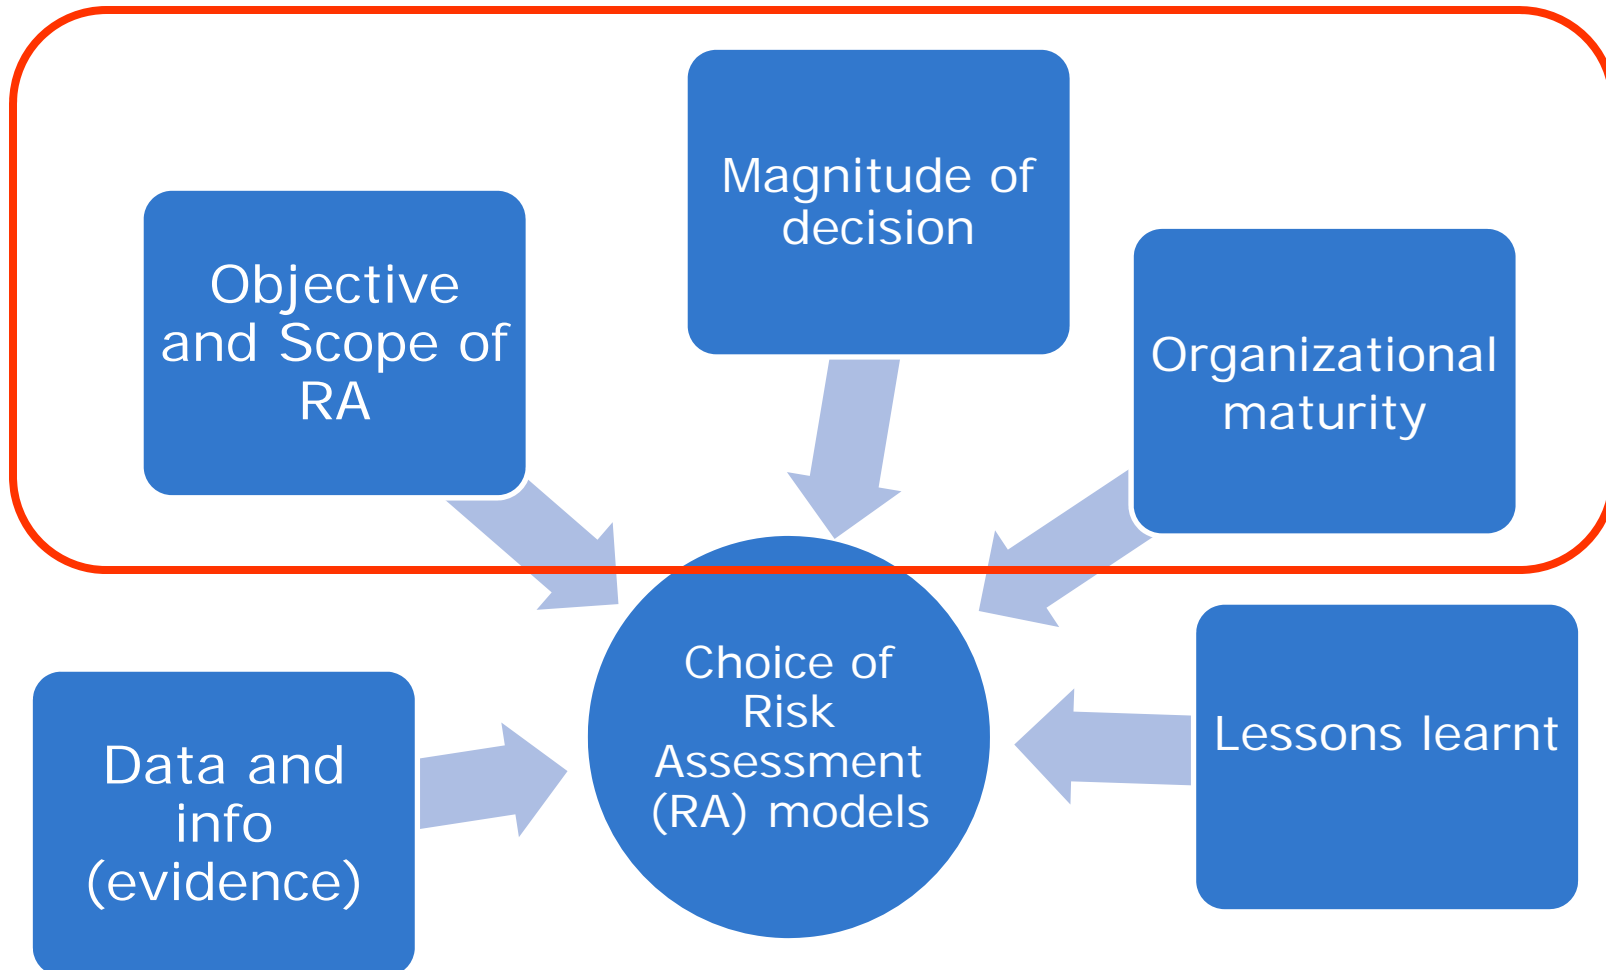 Magnitude of
decision
Objective
and Scope of
RA
Organizational
maturity
Choice of
Risk
Assessment
(RA) models
Data and
info
(evidence)
Lessons learnt